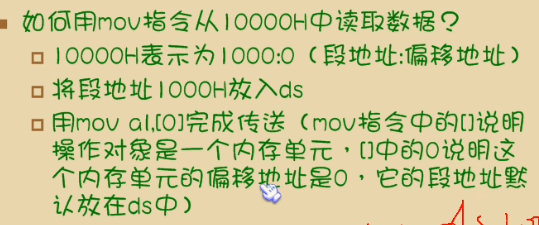 如何用mov指令从10000H中读取数据？
10000H表示为1000:0（段地址:偏移地址）
将段地址1000H放入ds
用mov al,[0]完成传送（mov指令中的[]说明
操作对象是一个内存单元，[]中的0说明这
个内存单元的偏移地址是0，它的段地址默
认放在ds中）